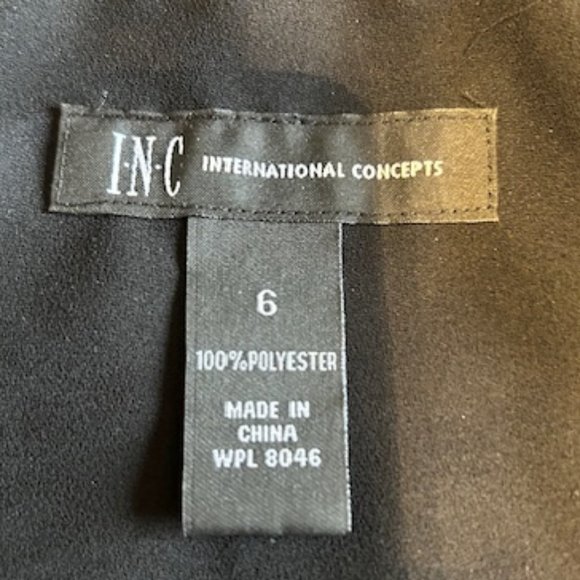 I·N·C INTERNATIONAL CONCEPTS
6
100%POLYESTER
MADE IN
CHINA
WPL 8046